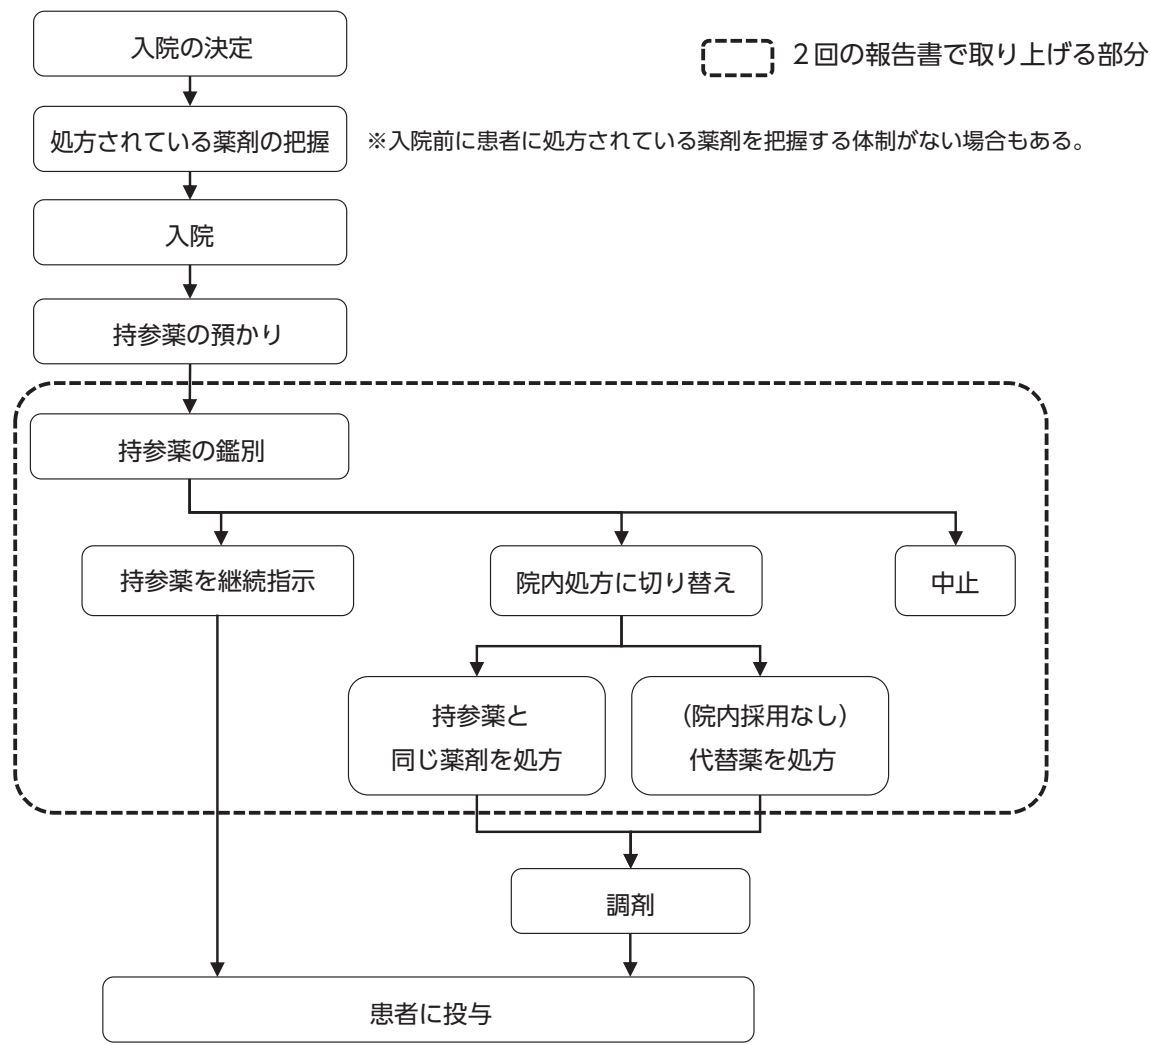 入院の決定
２回の報告書で取り上げる部分
処方されている薬剤の把握
※入院前に患者に処方されている薬剤を把握する体制がない場合もある。
入院
持参薬の預かり
持参薬の鑑別
持参薬を継続指示
院内処方に切り替え
中止
持参薬と
同じ薬剤を処方
（院内採用なし）
代替薬を処方
調剤
患者に投与